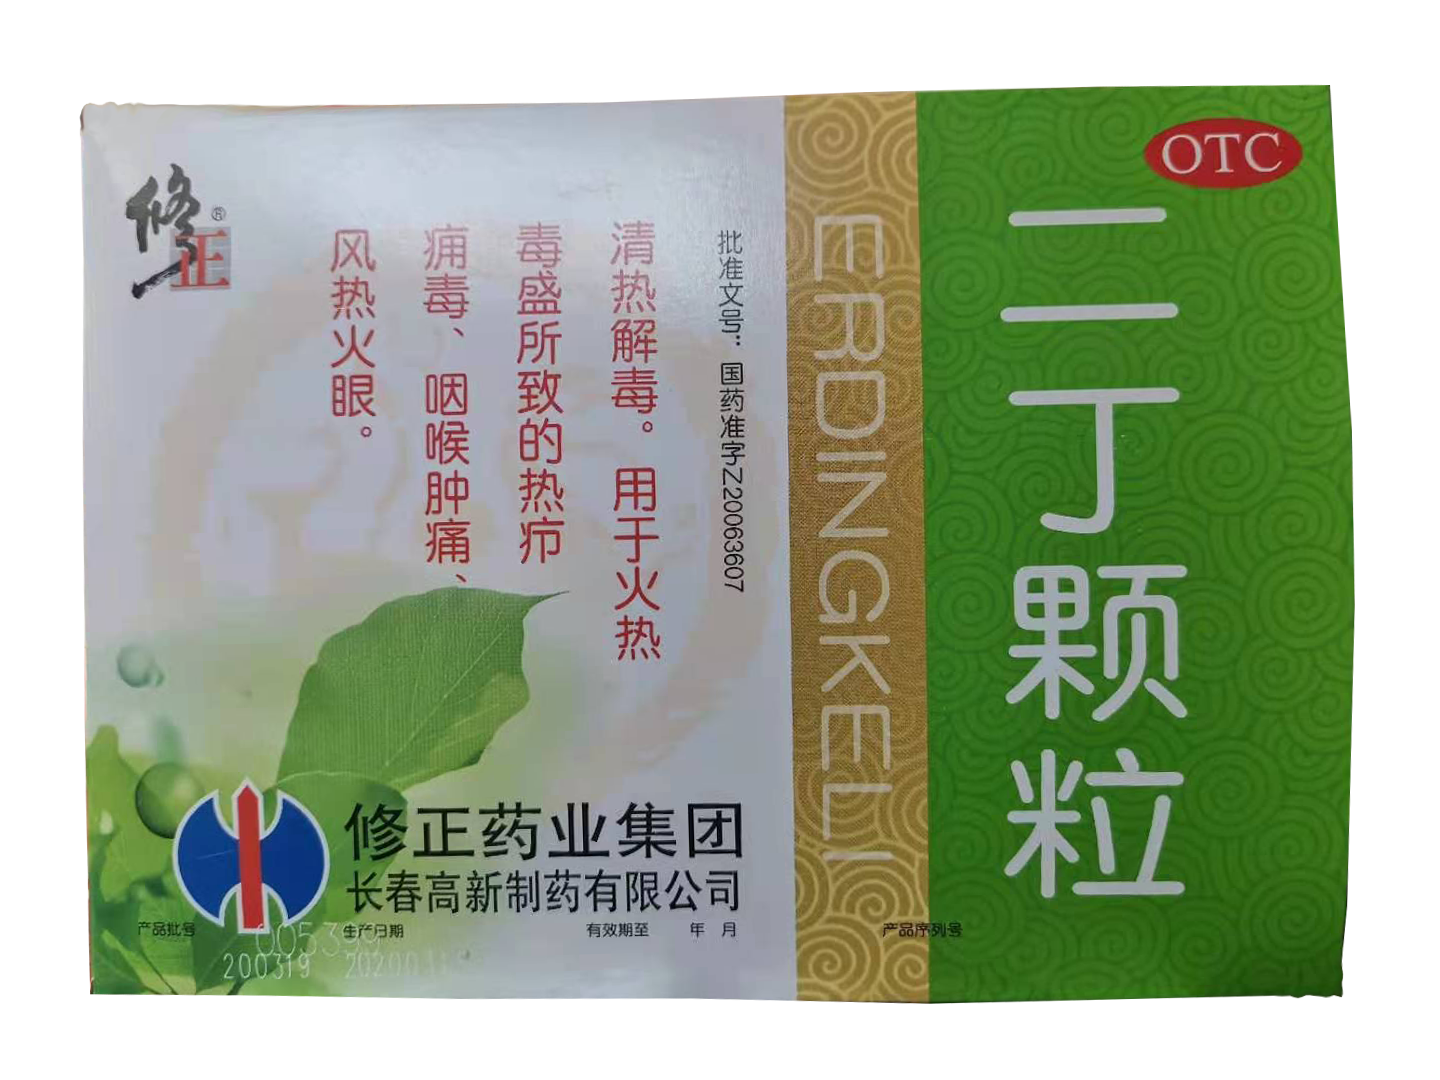 OTC
二丁颗粒
ERDINGKELI
批准文号：国药准字Z20063607
清热解毒。用于火热
毒盛所致的热疖
痈毒、咽喉肿痛、
风热火眼。
修正®
修正药业集团
长春高新制药有限公司
产品批号 生产日期 有效期至 年 月 产品序列号
200319